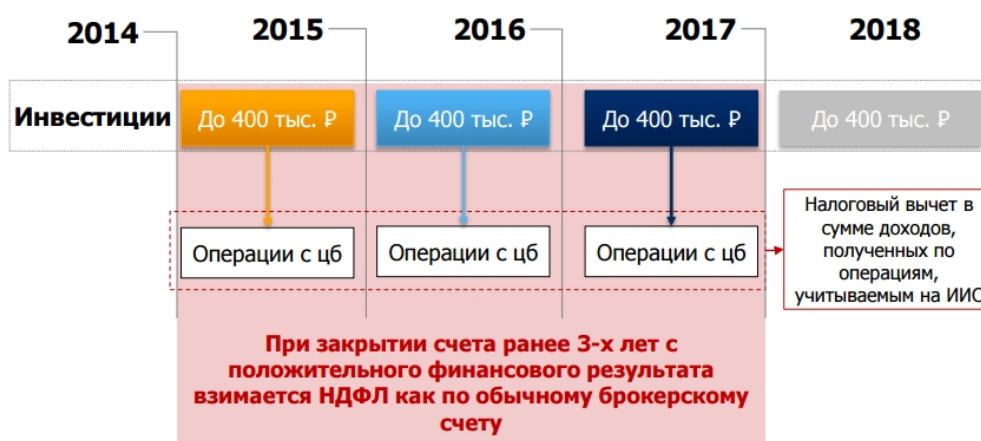 2014 2015 2016 2017 2018
Инвестиции До 400 тыс. ₽ До 400 тыс. ₽ До 400 тыс. ₽ До 400 тыс. ₽
Операции с цб Операции с цб Операции с цб
Налоговый вычет в
сумме доходов,
полученных по
операциям,
учитываемым на ИИС
При закрытии счета ранее 3-х лет с
положительного финансового результата
взимается НДФЛ как по обычному брокерскому
счету